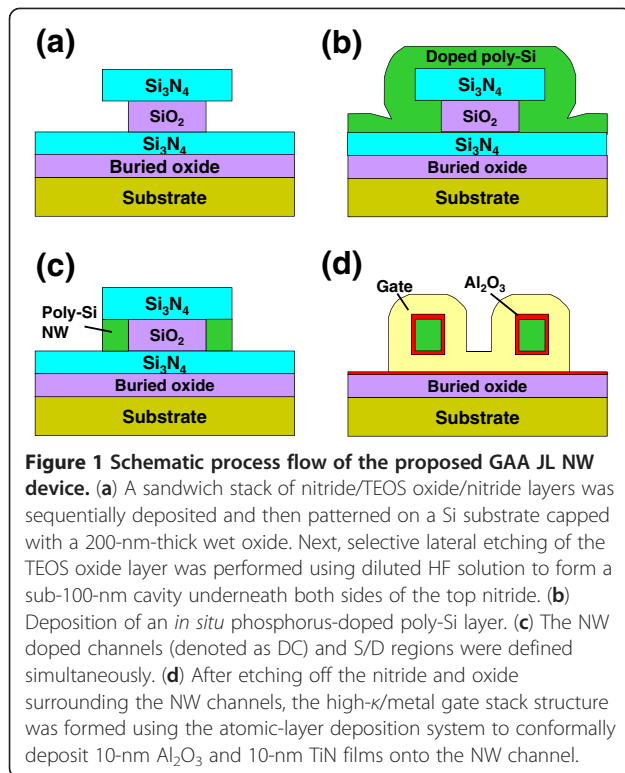 (a)
Si₃N₄
SiO₂
Si₃N₄
Buried oxide
Substrate
(b)
Doped poly-Si
Si₃N₄
SiO₂
Si₃N₄
Buried oxide
Substrate
(c)
Si₃N₄
Poly-Si
NW
SiO₂
Si₃N₄
Buried oxide
Substrate
(d)
Gate
Al₂O₃
Buried oxide
Substrate
Figure 1 Schematic process flow of the proposed GAA JL NW
device. (a) A sandwich stack of nitride/TEOS oxide/nitride layers was
sequentially deposited and then patterned on a Si substrate capped
with a 200-nm-thick wet oxide. Next, selective lateral etching of the
TEOS oxide layer was performed using diluted HF solution to form a
sub-100-nm cavity underneath both sides of the top nitride. (b)
Deposition of an in situ phosphorus-doped poly-Si layer. (c) The NW
doped channels (denoted as DC) and S/D regions were defined
simultaneously. (d) After etching off the nitride and oxide
surrounding the NW channels, the high-κ/metal gate stack structure
was formed using the atomic-layer deposition system to conformally
deposit 10-nm Al₂O₃ and 10-nm TiN films onto the NW channel.